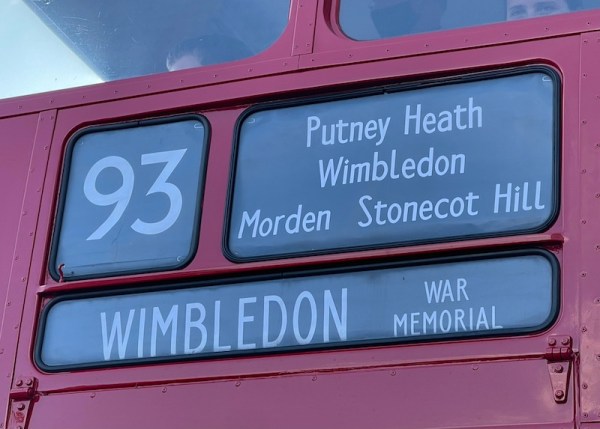 93
Putney Heath
Wimbledon
Morden Stonecot Hill
WIMBLEDON WAR MEMORIAL